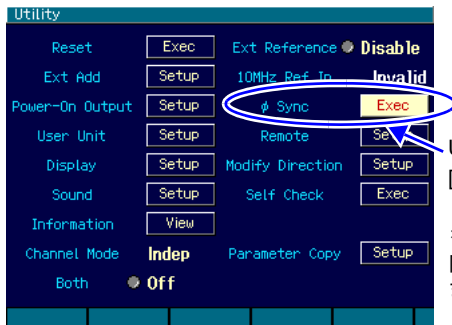 Utility
Reset Exec Ext Reference Disable
Ext Add Setup 10MHz Ref In Invalid
Power-On Output Setup φ Sync Exec
User Unit Setup Remote
Display Setup Modify Direction Setup
Sound Setup Self Check Exec
Information View
Channel Mode Indep Parameter Copy Setup
Both Off